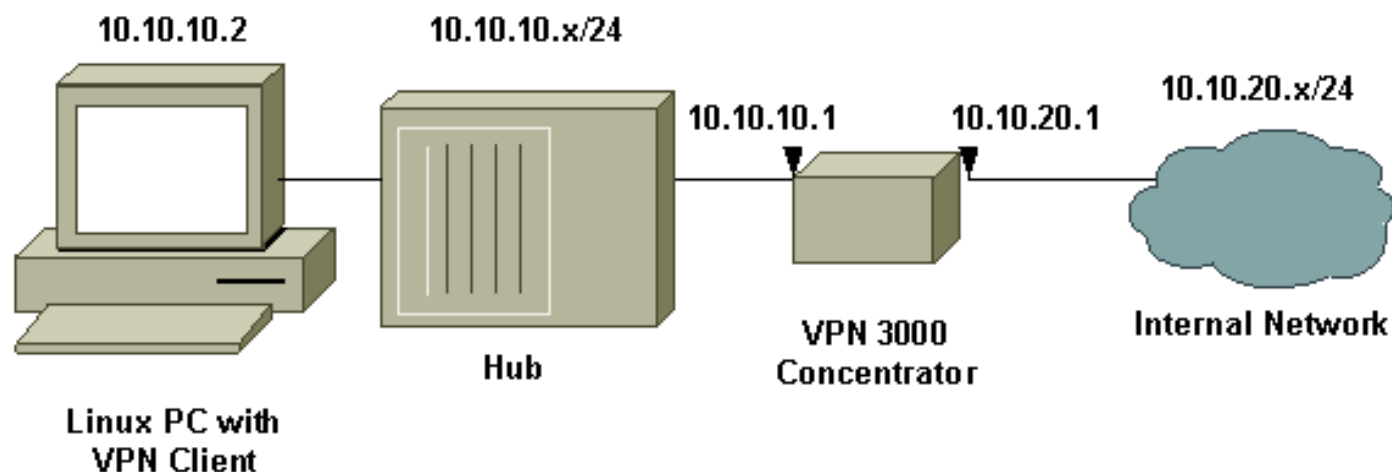 10.10.10.2
10.10.10.x/24
10.10.10.1
10.10.20.1
10.10.20.x/24
Hub
VPN 3000
Concentrator
Internal Network
Linux PC with
VPN Client